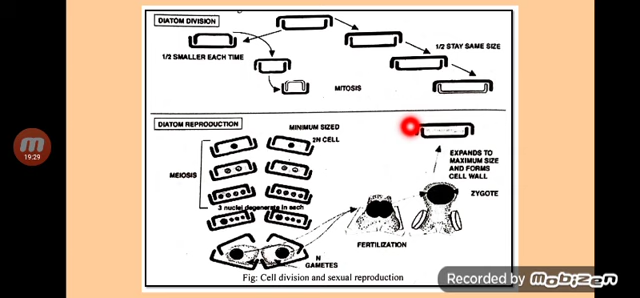 DIATOM DIVISION
1/2 SMALLER EACH TIME
1/2 STAY SAME SIZE
MITOSIS
DIATOM REPRODUCTION
MINIMUM SIZED
2N CELL
MEIOSIS
3 nuclei degenerate in each
N
GAMETES
FERTILIZATION
ZYGOTE
EXPANDS TO
MAXIMUM SIZE
AND FORMS
CELL WALL
Fig: Cell division and sexual reproduction
19:29
Recorded by Mobizen